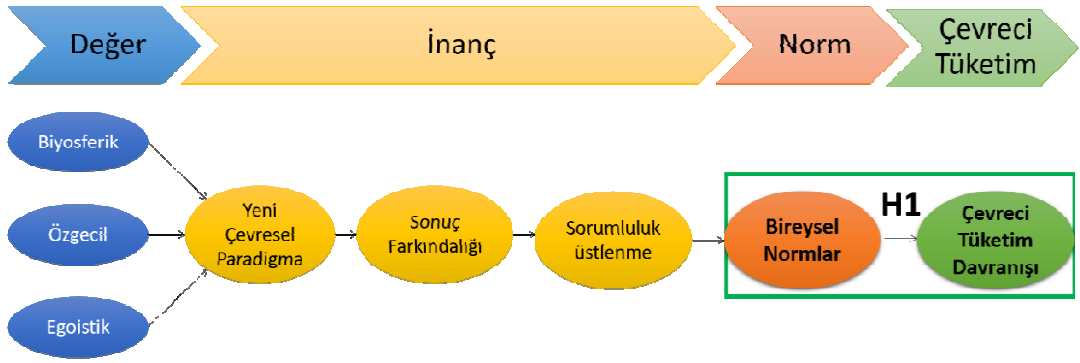 Değer
İnanç
Norm
Çevreci
Tüketim
Biyosferik
Özgecil
Egoistik
Yeni
Çevresel
Paradigma
Sonuç
Farkındalığı
Sorumluluk
üstlenme
Bireysel
Normlar
H1
Çevreci
Tüketim
Davranışı